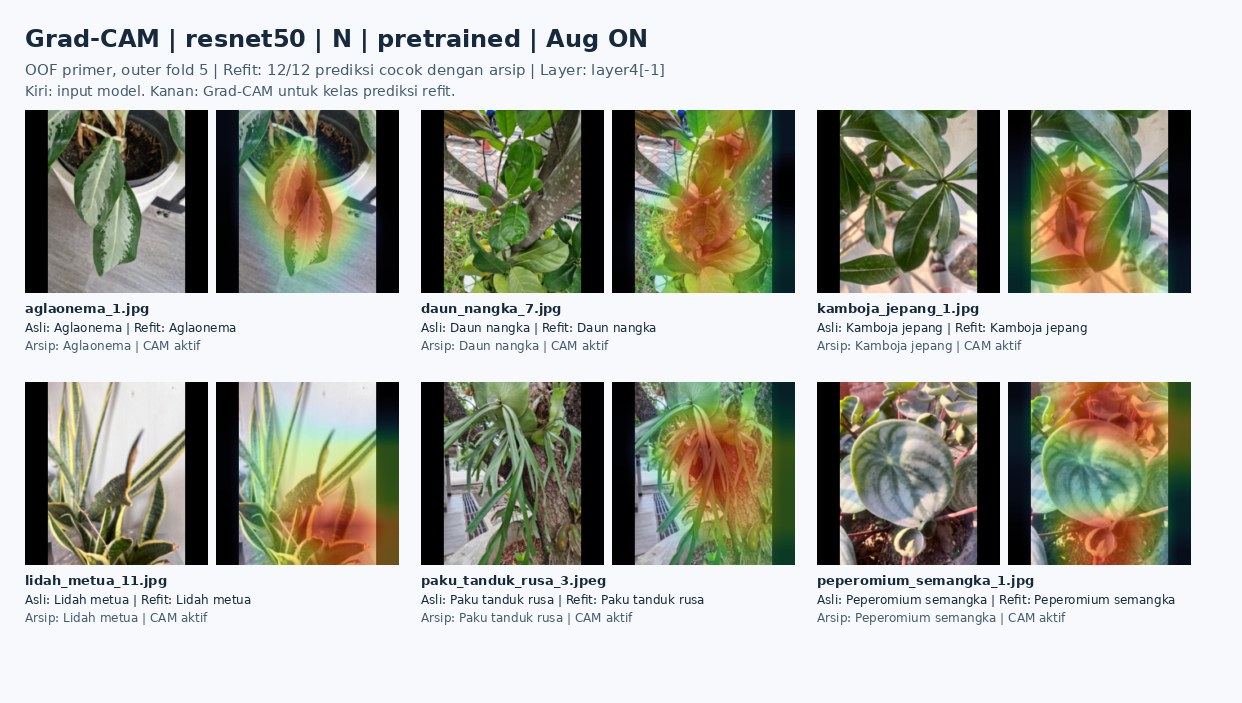 Grad-CAM | resnet50 | N | pretrained | Aug ON
OOF primer, outer fold 5 | Refit: 12/12 prediksi cocok dengan arsip | Layer: layer4[-1]
Kiri: input model. Kanan: Grad-CAM untuk kelas prediksi refit.
aglaonema_1.jpg
Asli: Aglaonema | Refit: Aglaonema
Arsip: Aglaonema | CAM aktif
daun_nangka_7.jpg
Asli: Daun nangka | Refit: Daun nangka
Arsip: Daun nangka | CAM aktif
kamboja_jepang_1.jpg
Asli: Kamboja jepang | Refit: Kamboja jepang
Arsip: Kamboja jepang | CAM aktif
lidah_metua_11.jpg
Asli: Lidah metua | Refit: Lidah metua
Arsip: Lidah metua | CAM aktif
paku_tanduk_rusa_3.jpeg
Asli: Paku tanduk rusa | Refit: Paku tanduk rusa
Arsip: Paku tanduk rusa | CAM aktif
peperomium_semangka_1.jpg
Asli: Peperomium semangka | Refit: Peperomium semangka
Arsip: Peperomium semangka | CAM aktif